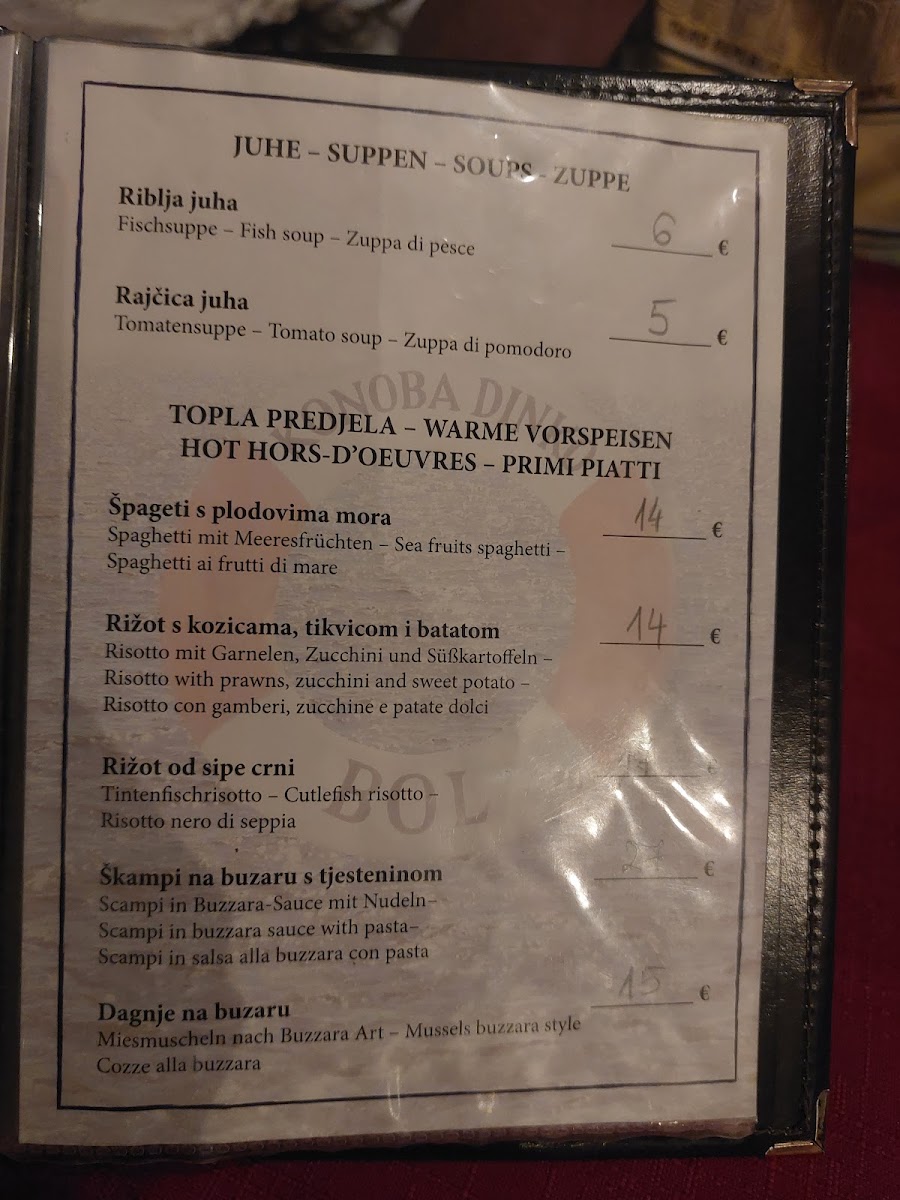 JUHE – SUPPEN – SOUPS - ZUPPE
Riblja juha
Fischsuppe – Fish soup – Zuppa di pesce
6 €
Rajčica juha
Tomatensuppe – Tomato soup – Zuppa di pomodoro
5 €
KONOBA
TOPLA PREDJELA – WARME VORSPEISEN
HOT HORS-D'OEUVRES – PRIMI PIATTI
Špageti s plodovima mora
14 €
Spaghetti mit Meeresfrüchten – Sea fruits spaghetti –
Spaghetti ai frutti di mare
Rižot s kozicama, tikvicom i batatom
14 €
Risotto mit Garnelen, Zucchini und Süßkartoffeln –
Risotto with prawns, zucchini and sweet potato –
Risotto con gamberi, zucchine e patate dolci
Rižot od sipe crni
€
Tintenfischrisotto – Cutlefish risotto –
Risotto nero di seppia
BOL
Škampi na buzaru s tjesteninom
€
Scampi in Buzzara-Sauce mit Nudeln–
Scampi in buzzara sauce with pasta–
Scampi in salsa alla buzzara con pasta
Dagnje na buzaru
15 €
Miesmuscheln nach Buzzara Art – Mussels buzzara style
Cozze alla buzzara